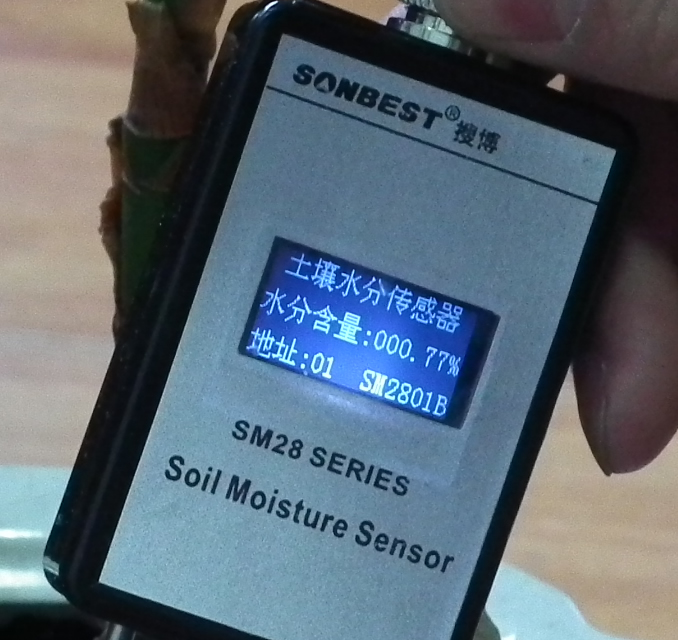 SONBEST®搜博
土壤水分传感器
水分含量:000.77%
地址:01 SM2801B
SM28 SERIES
Soil Moisture Sensor